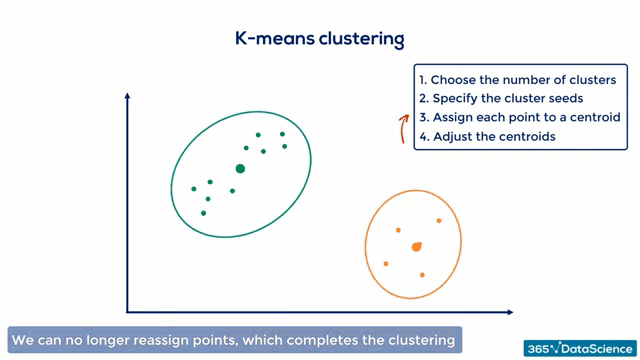 K-means clustering
1. Choose the number of clusters
2. Specify the cluster seeds
3. Assign each point to a centroid
4. Adjust the centroids
We can no longer reassign points, which completes the clustering
365 DataScience